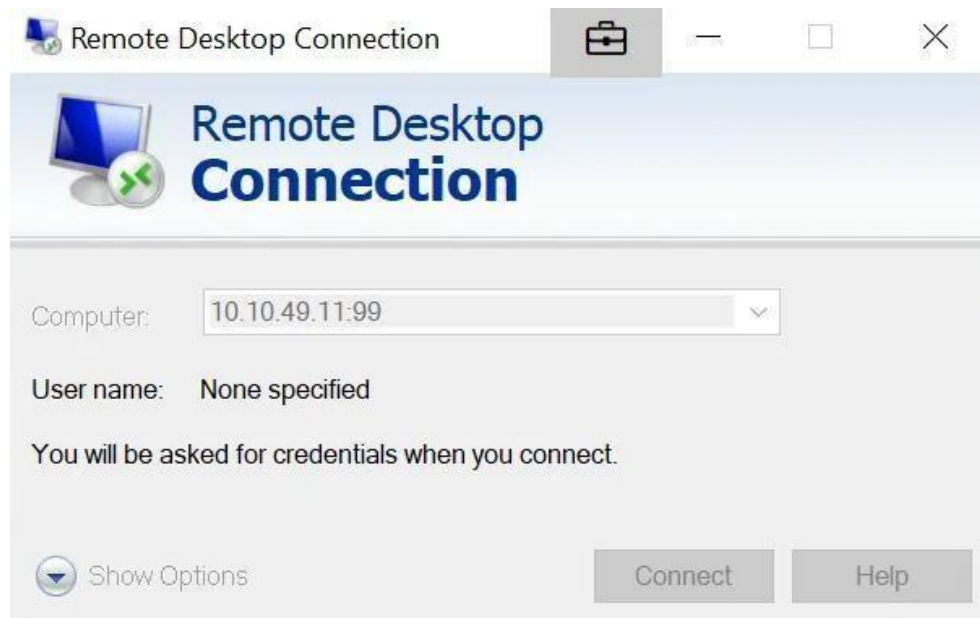 Remote Desktop Connection
Remote Desktop
Connection
Computer: 10.10.49.11:99
User name: None specified
You will be asked for credentials when you connect.
Show Options Connect Help